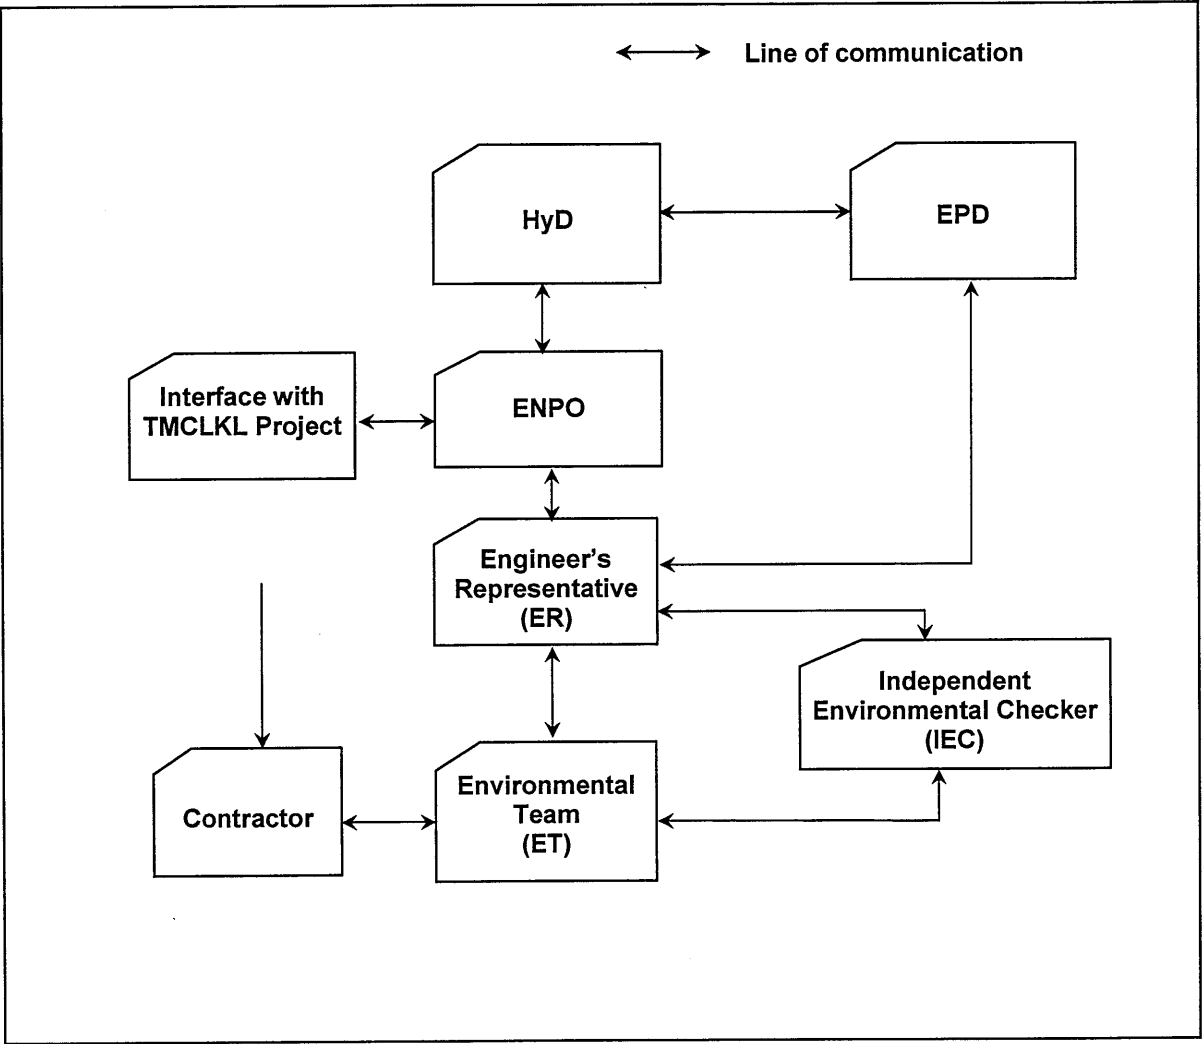 Line of communication
HyD
EPD
Interface with
TMCLKL Project
ENPO
Engineer's
Representative
(ER)
Independent
Environmental Checker
(IEC)
Contractor
Environmental
Team
(ET)